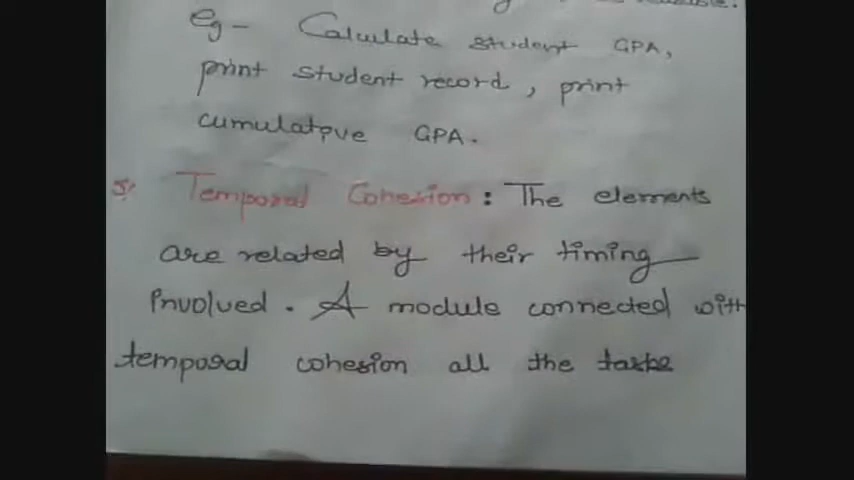 eg - Calculate student GPA,
print student record, print
cumulative GPA.
5. Temporal Cohesion : The elements
are related by their timing
involved. A module connected with
temporal cohesion all the tasks